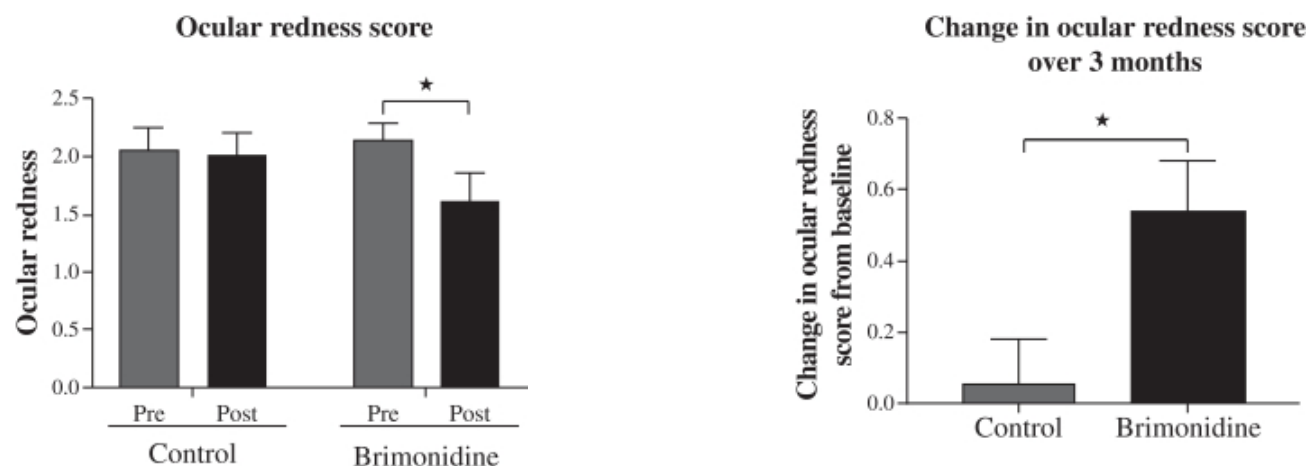 Ocular redness score
Ocular redness
2.5
2.0
1.5
1.0
0.5
0.0
★
Pre Post Pre Post
Control Brimonidine
Change in ocular redness score
over 3 months
Change in ocular redness
score from baseline
0.8
0.6
0.4
0.2
0.0
★
Control Brimonidine